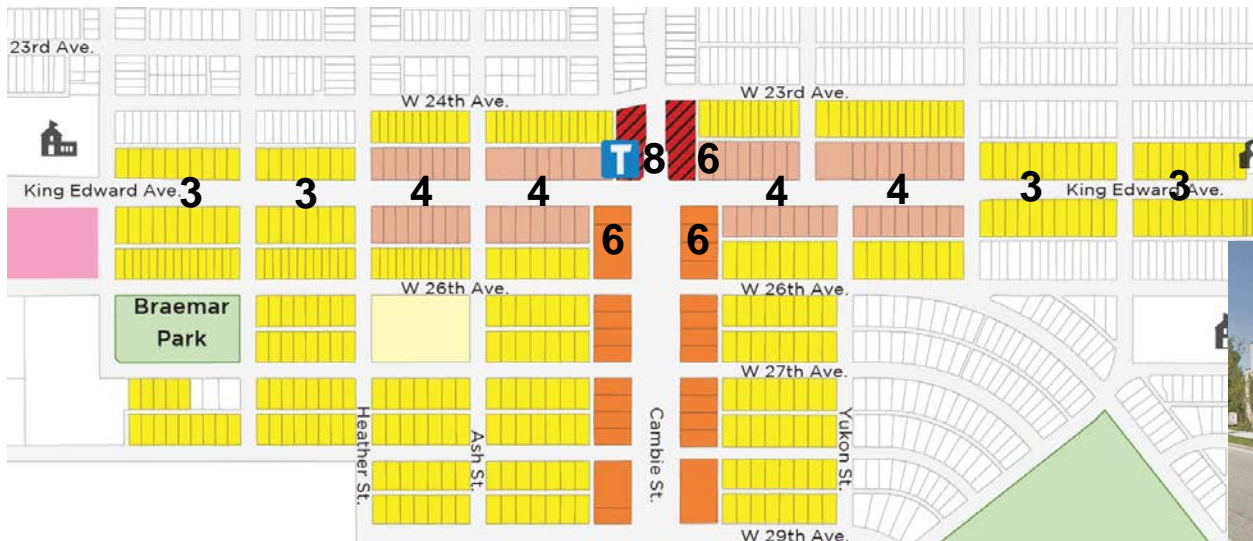 23rd Ave.
W 24th Ave.
W 23rd Ave.
T
8
6
King Edward Ave.
3
3
4
4
4
4
3
3
King Edward Ave.
6
6
W 26th Ave.
W 26th Ave.
Braemar
Park
W 27th Ave.
Heather St.
Ash St.
Cambie St.
Yukon St.
W 29th Ave.